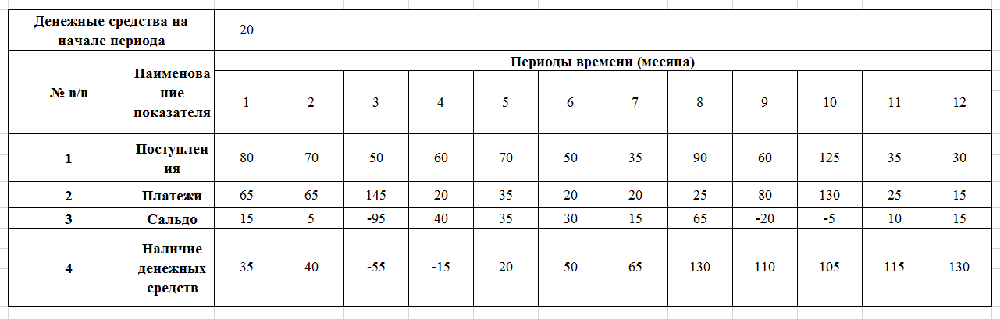 Денежные средства на
начале периода
20
Периоды времени (месяца)
№ n/n
Наименова
ние
показателя
1 2 3 4 5 6 7 8 9 10 11 12
1 Поступлен
ия 80 70 50 60 70 50 35 90 60 125 35 30
2 Платежи 65 65 145 20 35 20 20 25 80 130 25 15
3 Сальдо 15 5 -95 40 35 30 15 65 -20 -5 10 15
Наличие
4 денежных 35 40 -55 -15 20 50 65 130 110 105 115 130
средств